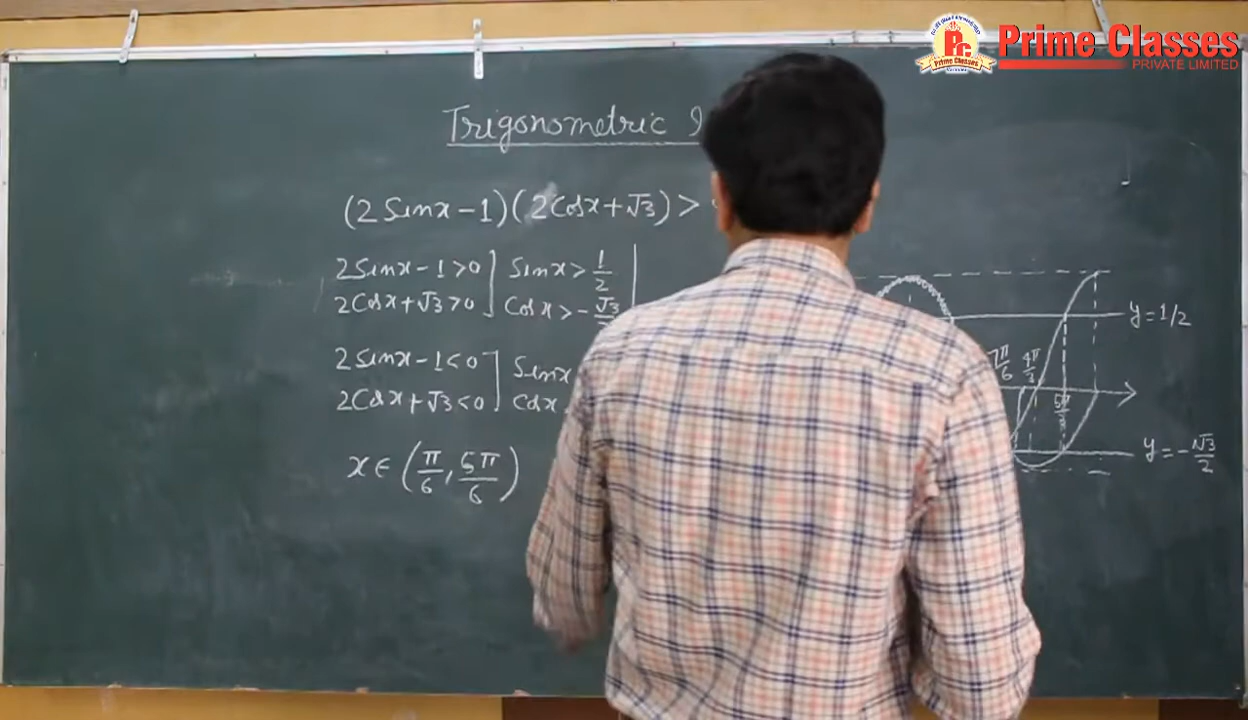 Prime Classes
PRIVATE LIMITED
Trigonometric
(2 Sinx - 1)(2Cosx + √3) >
2Sinx - 1 > 0 ] Sinx > 1/2
2Cosx + √3 > 0 ] Cosx > - √3
2Sinx - 1 < 0 ] Sinx
2Cosx + √3 < 0 ] Cosx
x ∈ (π/6, 5π/6)
y = 1/2
7π/6 4π/3
y = - √3/2